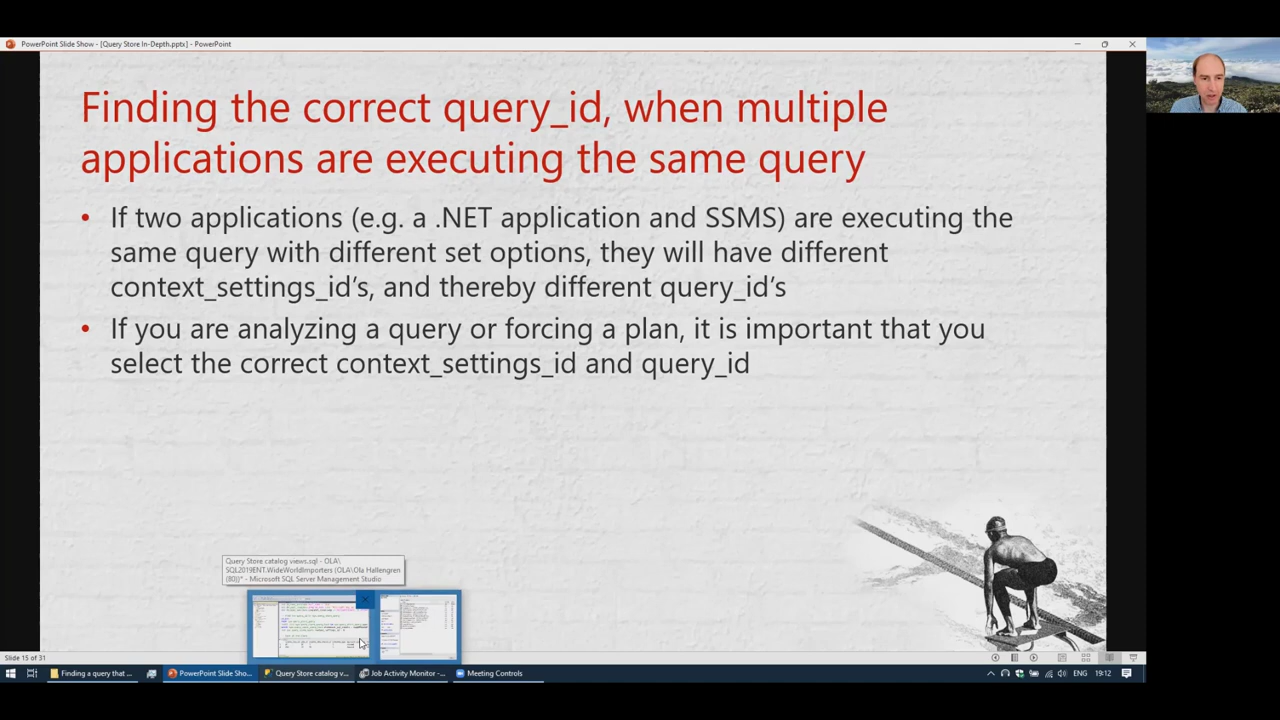 PowerPoint Slide Show - [Query Store In-Depth.pptx] - PowerPoint
Finding the correct query_id, when multiple
applications are executing the same query
• If two applications (e.g. a .NET application and SSMS) are executing the
same query with different set options, they will have different
context_settings_id’s, and thereby different query_id’s
• If you are analyzing a query or forcing a plan, it is important that you
select the correct context_settings_id and query_id
Query Store catalog views.sql - OLA\
SQL2019ENT.WideWorldImporters (OLA\Ola Hallengren
(80))* - Microsoft SQL Server Management Studio
Slide 15 of 31
Finding a query that ...
PowerPoint Slide Sho...
Query Store catalog v...
Job Activity Monitor -...
Meeting Controls
ENG
19:12